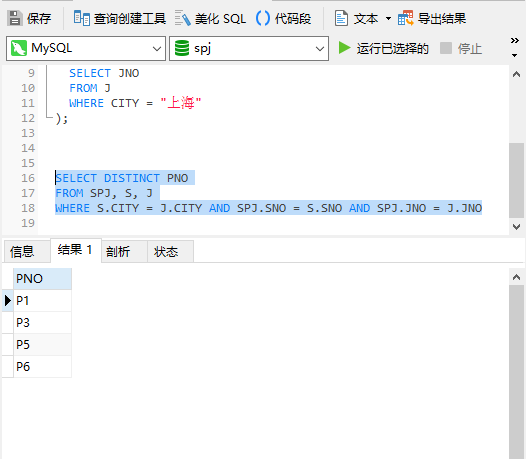 保存 查询创建工具 美化 SQL 代码段 文本 导出结果
MySQL spj 运行已选择的 停止
9 SELECT JNO
10 FROM J
11 WHERE CITY = "上海"
12 );
13
14
15
16 SELECT DISTINCT PNO
17 FROM SPJ, S, J
18 WHERE S.CITY = J.CITY AND SPJ.SNO = S.SNO AND SPJ.JNO = J.JNO
19
信息 结果 1 剖析 状态
PNO
P1
P3
P5
P6